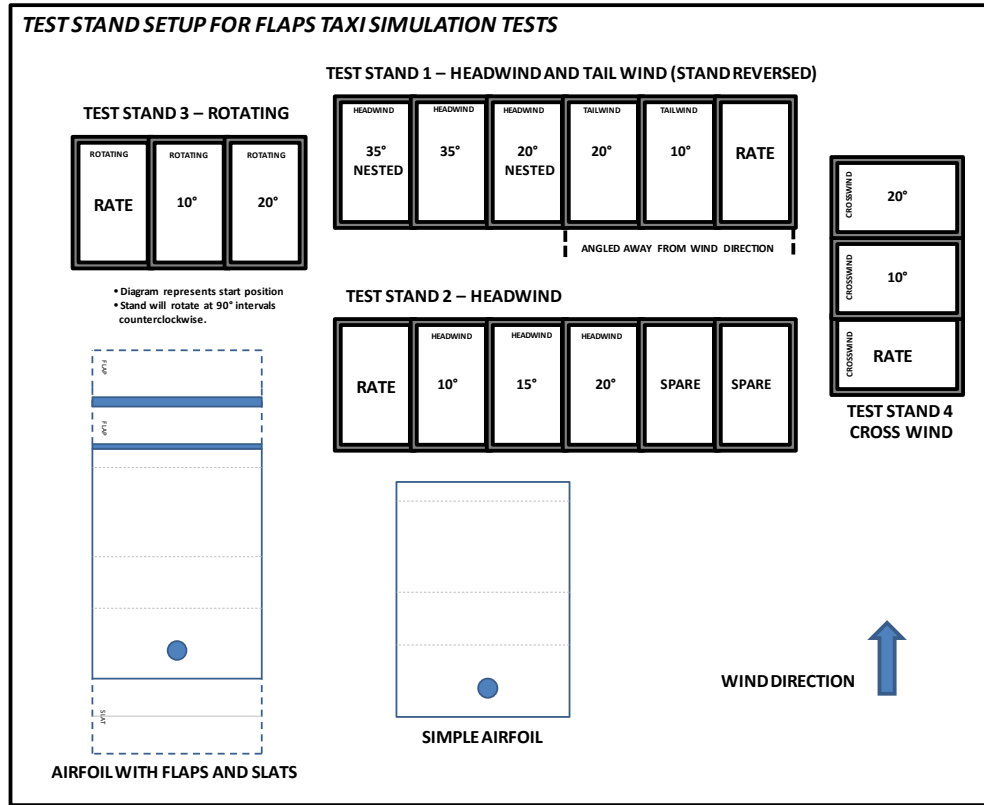 TEST STAND SETUP FOR FLAPS TAXI SIMULATION TESTS
TEST STAND 1 – HEADWIND AND TAIL WIND (STAND REVERSED)
HEADWIND
35°
NESTED
HEADWIND
35°
HEADWIND
20°
NESTED
TAILWIND
20°
TAILWIND
10°
RATE
ANGLED AWAY FROM WIND DIRECTION
TEST STAND 3 – ROTATING
ROTATING
RATE
ROTATING
10°
ROTATING
20°
• Diagram represents start position
• Stand will rotate at 90° intervals
counterclockwise.
CROSSWIND
20°
CROSSWIND
10°
CROSSWIND
RATE
TEST STAND 4
CROSS WIND
TEST STAND 2 – HEADWIND
RATE
HEADWIND
10°
HEADWIND
15°
HEADWIND
20°
SPARE
SPARE
FLAP
FLAP
SLAT
AIRFOIL WITH FLAPS AND SLATS
SIMPLE AIRFOIL
WIND DIRECTION